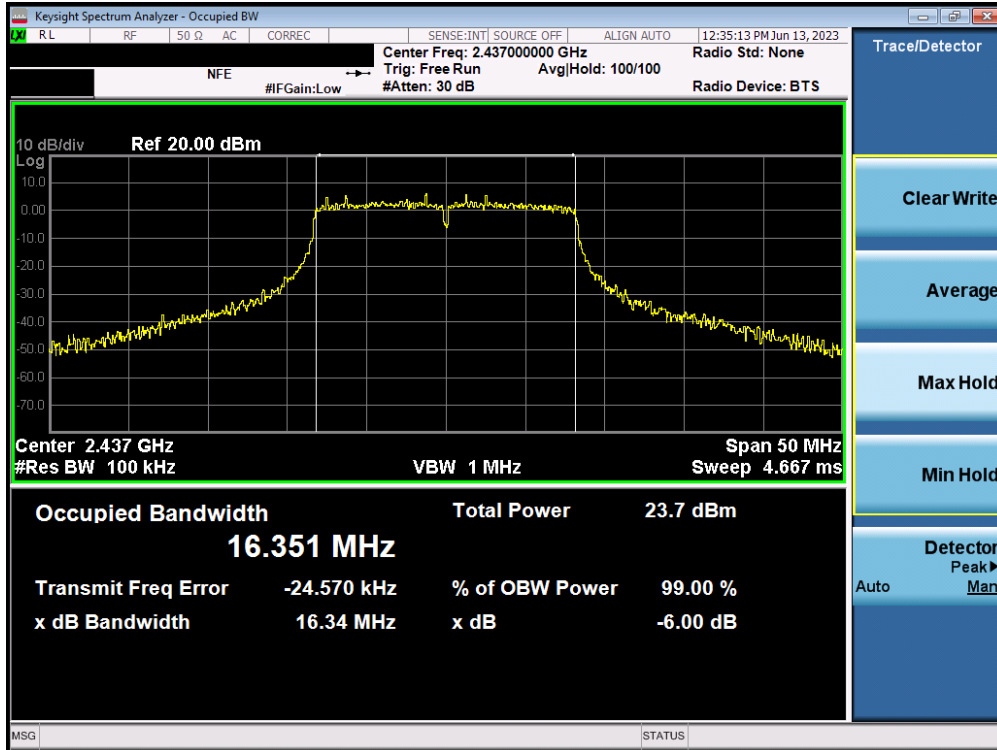 Keysight Spectrum Analyzer - Occupied BW
LXI RL RF 50 Ω AC CORREC SENSE:INT SOURCE OFF ALIGN AUTO 12:35:13 PM Jun 13, 2023
Center Freq: 2.437000000 GHz Radio Std: None
NFE Trig: Free Run Avg|Hold: 100/100
#IFGain:Low #Atten: 30 dB Radio Device: BTS
Trace/Detector
10 dB/div Ref 20.00 dBm
Log
10.0
0.00
-10.0
-20.0
-30.0
-40.0
-50.0
-60.0
-70.0
Center 2.437 GHz Span 50 MHz
#Res BW 100 kHz VBW 1 MHz Sweep 4.667 ms
Occupied Bandwidth Total Power 23.7 dBm
16.351 MHz
Transmit Freq Error -24.570 kHz % of OBW Power 99.00 %
x dB Bandwidth 16.34 MHz x dB -6.00 dB
Clear Write
Average
Max Hold
Min Hold
Detector
Peak▶
Auto Man
MSG STATUS